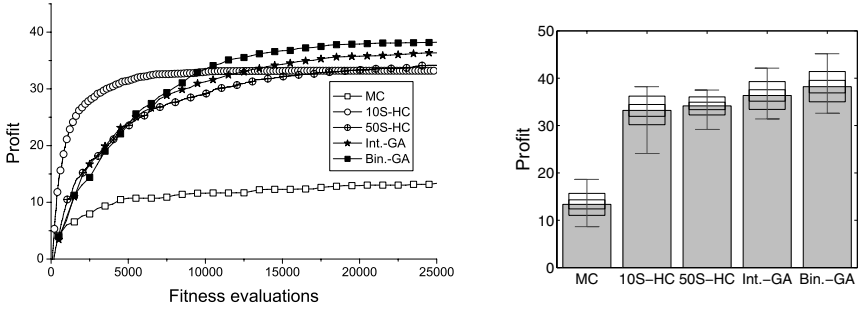 40
30
20
10
0
Profit
0
5000
10000
15000
20000
25000
Fitness evaluations
MC
10S-HC
50S-HC
Int.-GA
Bin.-GA
50
40
30
20
10
0
Profit
MC
10S–HC
50S–HC
Int.–GA
Bin.–GA